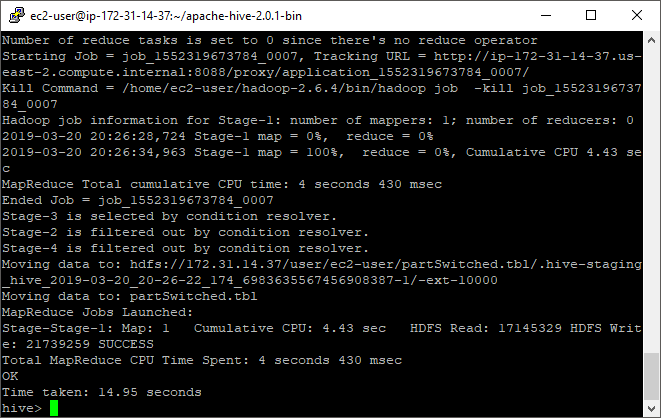 ec2-user@ip-172-31-14-37:~/apache-hive-2.0.1-bin
Number of reduce tasks is set to 0 since there's no reduce operator
Starting Job = job_1552319673784_0007, Tracking URL = http://ip-172-31-14-37.us-
east-2.compute.internal:8088/proxy/application_1552319673784_0007/
Kill Command = /home/ec2-user/hadoop-2.6.4/bin/hadoop job  -kill job_15523196737
84_0007
Hadoop job information for Stage-1: number of mappers: 1; number of reducers: 0
2019-03-20 20:26:28,724 Stage-1 map = 0%,  reduce = 0%
2019-03-20 20:26:34,963 Stage-1 map = 100%,  reduce = 0%, Cumulative CPU 4.43 se
c
MapReduce Total cumulative CPU time: 4 seconds 430 msec
Ended Job = job_1552319673784_0007
Stage-3 is selected by condition resolver.
Stage-2 is filtered out by condition resolver.
Stage-4 is filtered out by condition resolver.
Moving data to: hdfs://172.31.14.37/user/ec2-user/partSwitched.tbl/.hive-staging
_hive_2019-03-20_20-26-22_174_6983635567456908387-1/-ext-10000
Moving data to: partSwitched.tbl
MapReduce Jobs Launched:
Stage-Stage-1: Map: 1   Cumulative CPU: 4.43 sec   HDFS Read: 17145329 HDFS Writ
e: 21739259 SUCCESS
Total MapReduce CPU Time Spent: 4 seconds 430 msec
OK
Time taken: 14.95 seconds
hive>